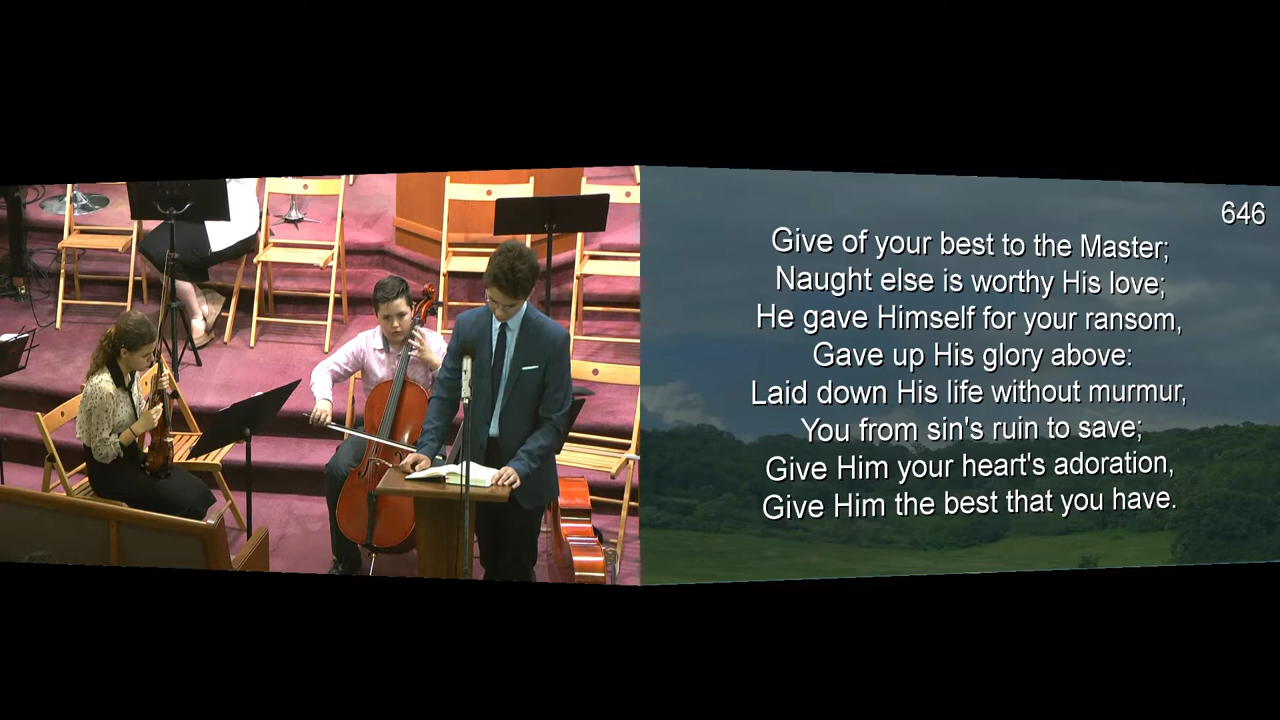 646
Give of your best to the Master;
Naught else is worthy His love;
He gave Himself for your ransom,
Gave up His glory above:
Laid down His life without murmur,
You from sin's ruin to save;
Give Him your heart's adoration,
Give Him the best that you have.